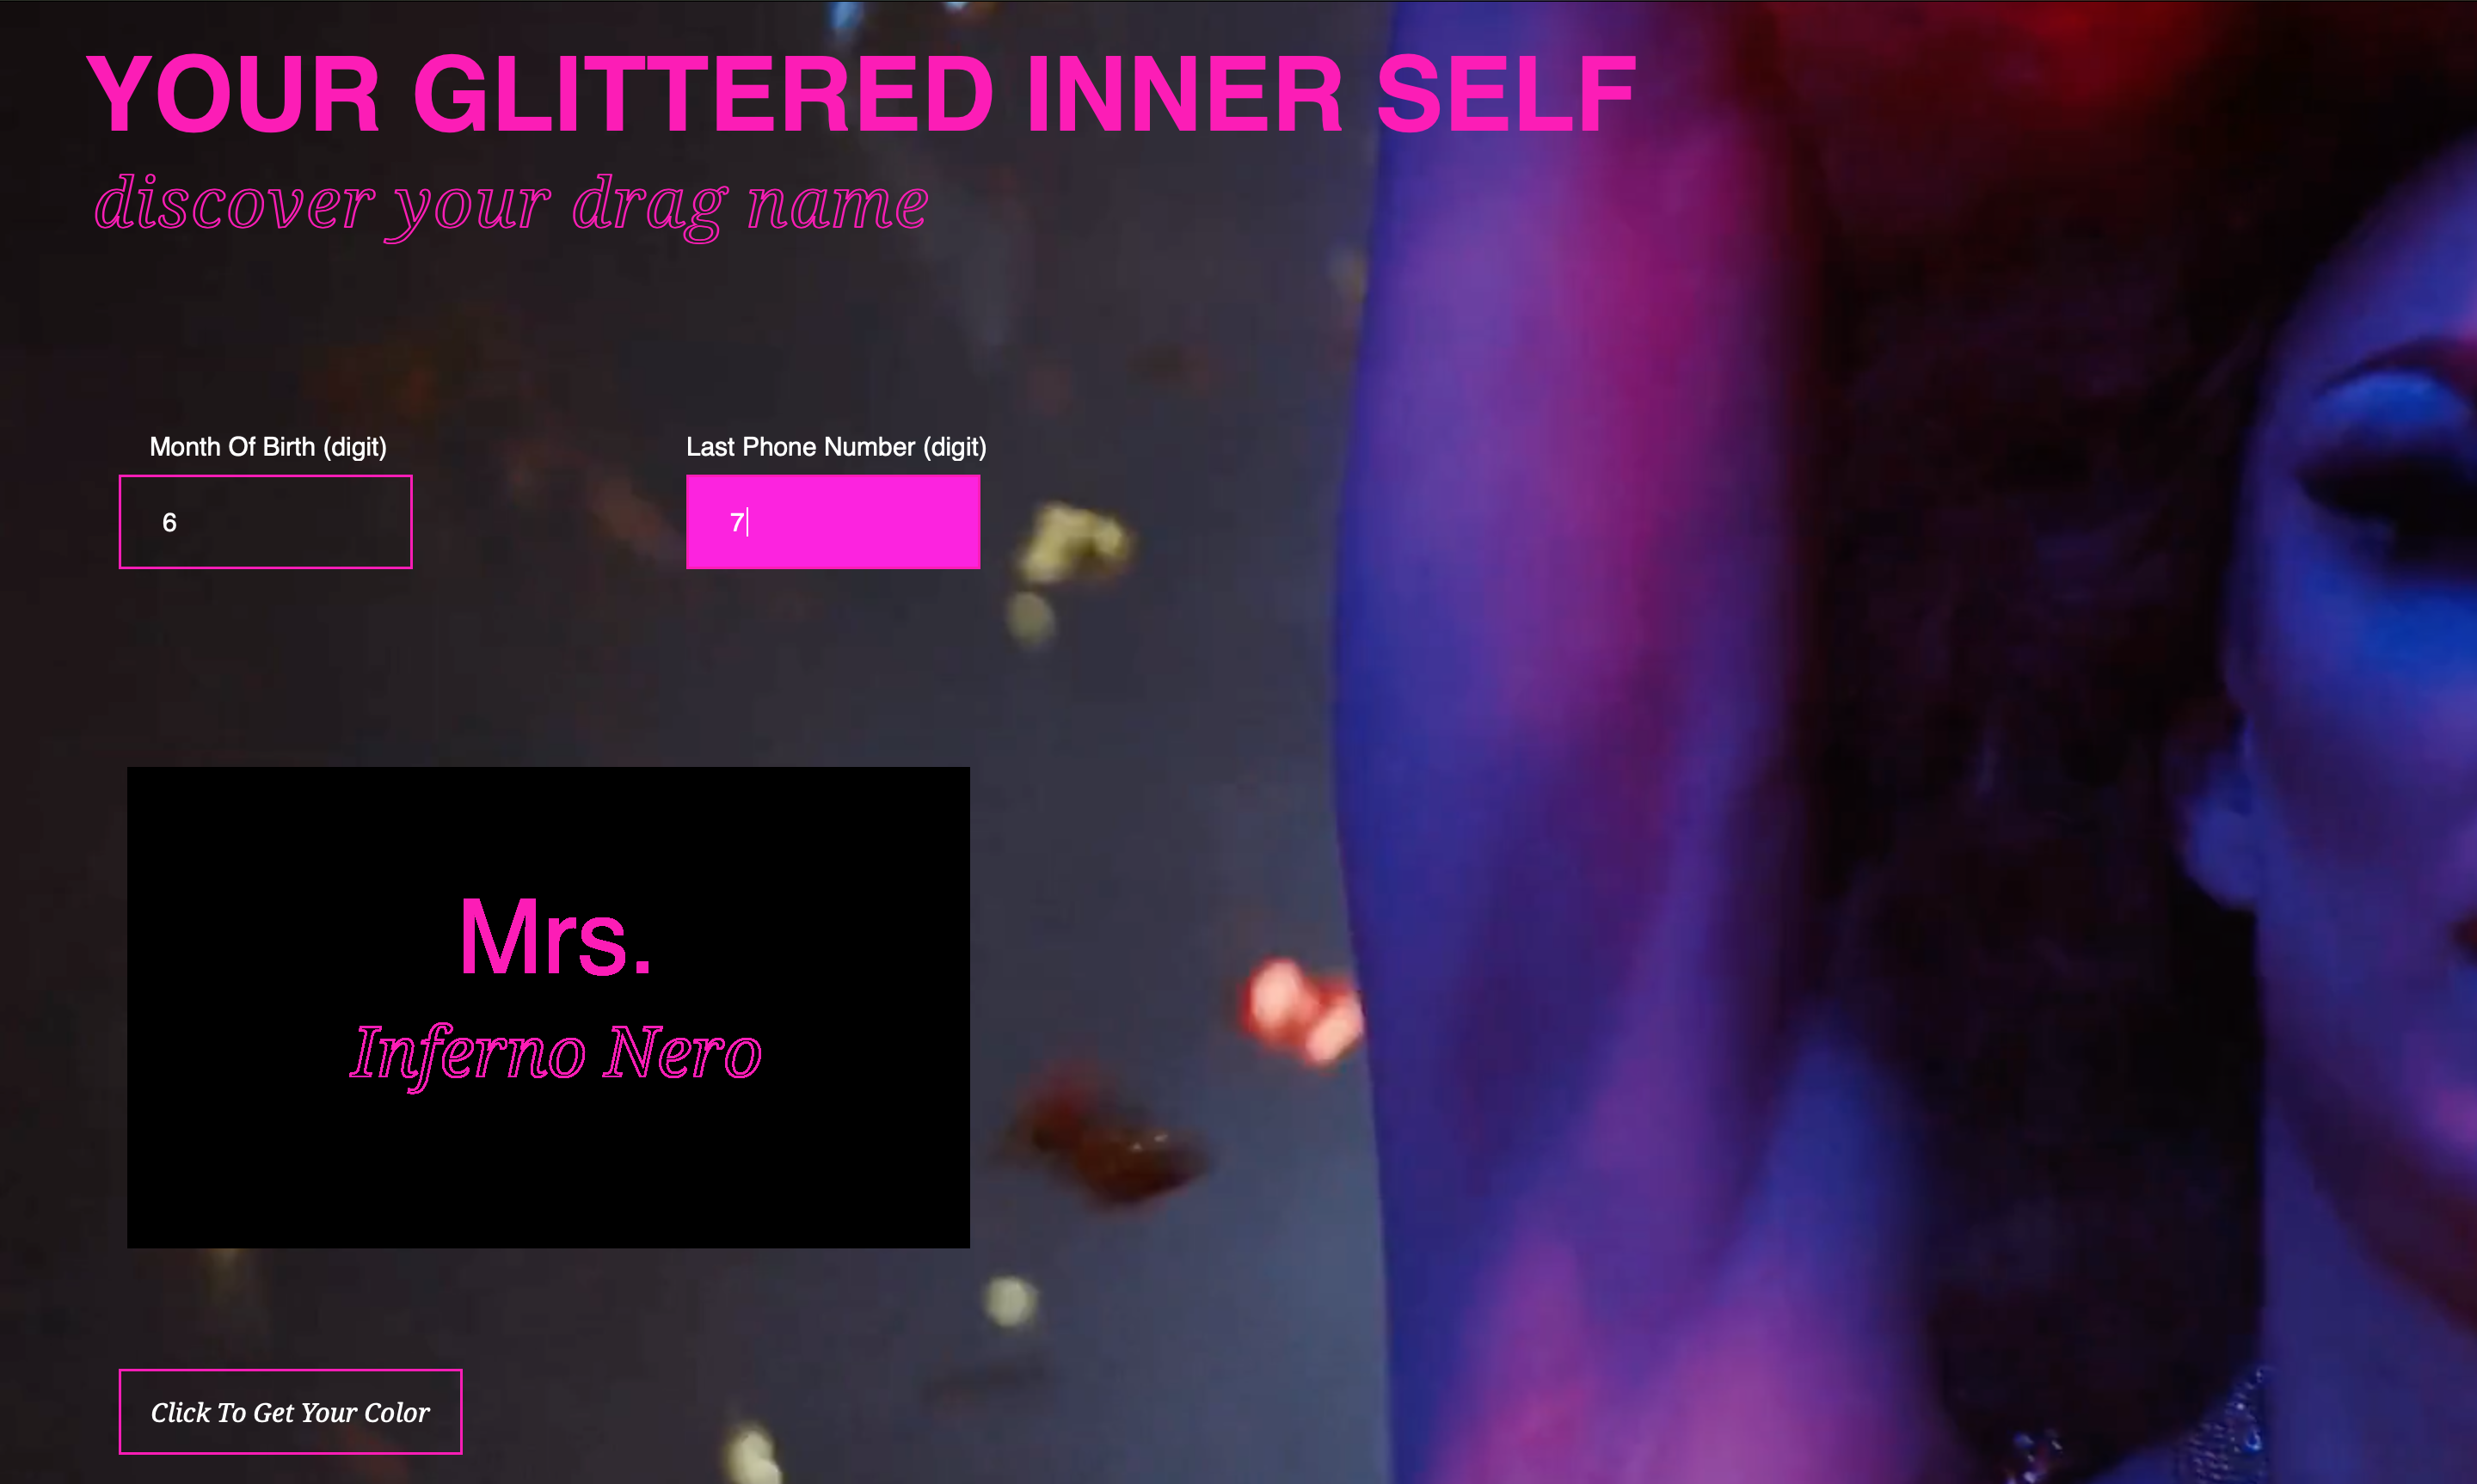 YOUR GLITTERED INNER SELF
discover your drag name
Month Of Birth (digit)
Last Phone Number (digit)
6
7
Mrs.
Inferno Nero
Click To Get Your Color